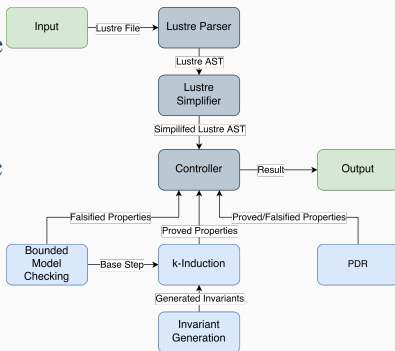 Input
Lustre File
Lustre Parser
Lustre AST
Lustre
Simplifier
Simpilifed Lustre AST
Controller
Result
Output
Falsified Properties
Proved/Falsified Properties
Proved Properties
Bounded
Model
Checking
Base Step
k-Induction
PDR
Generated Invariants
Invariant
Generation